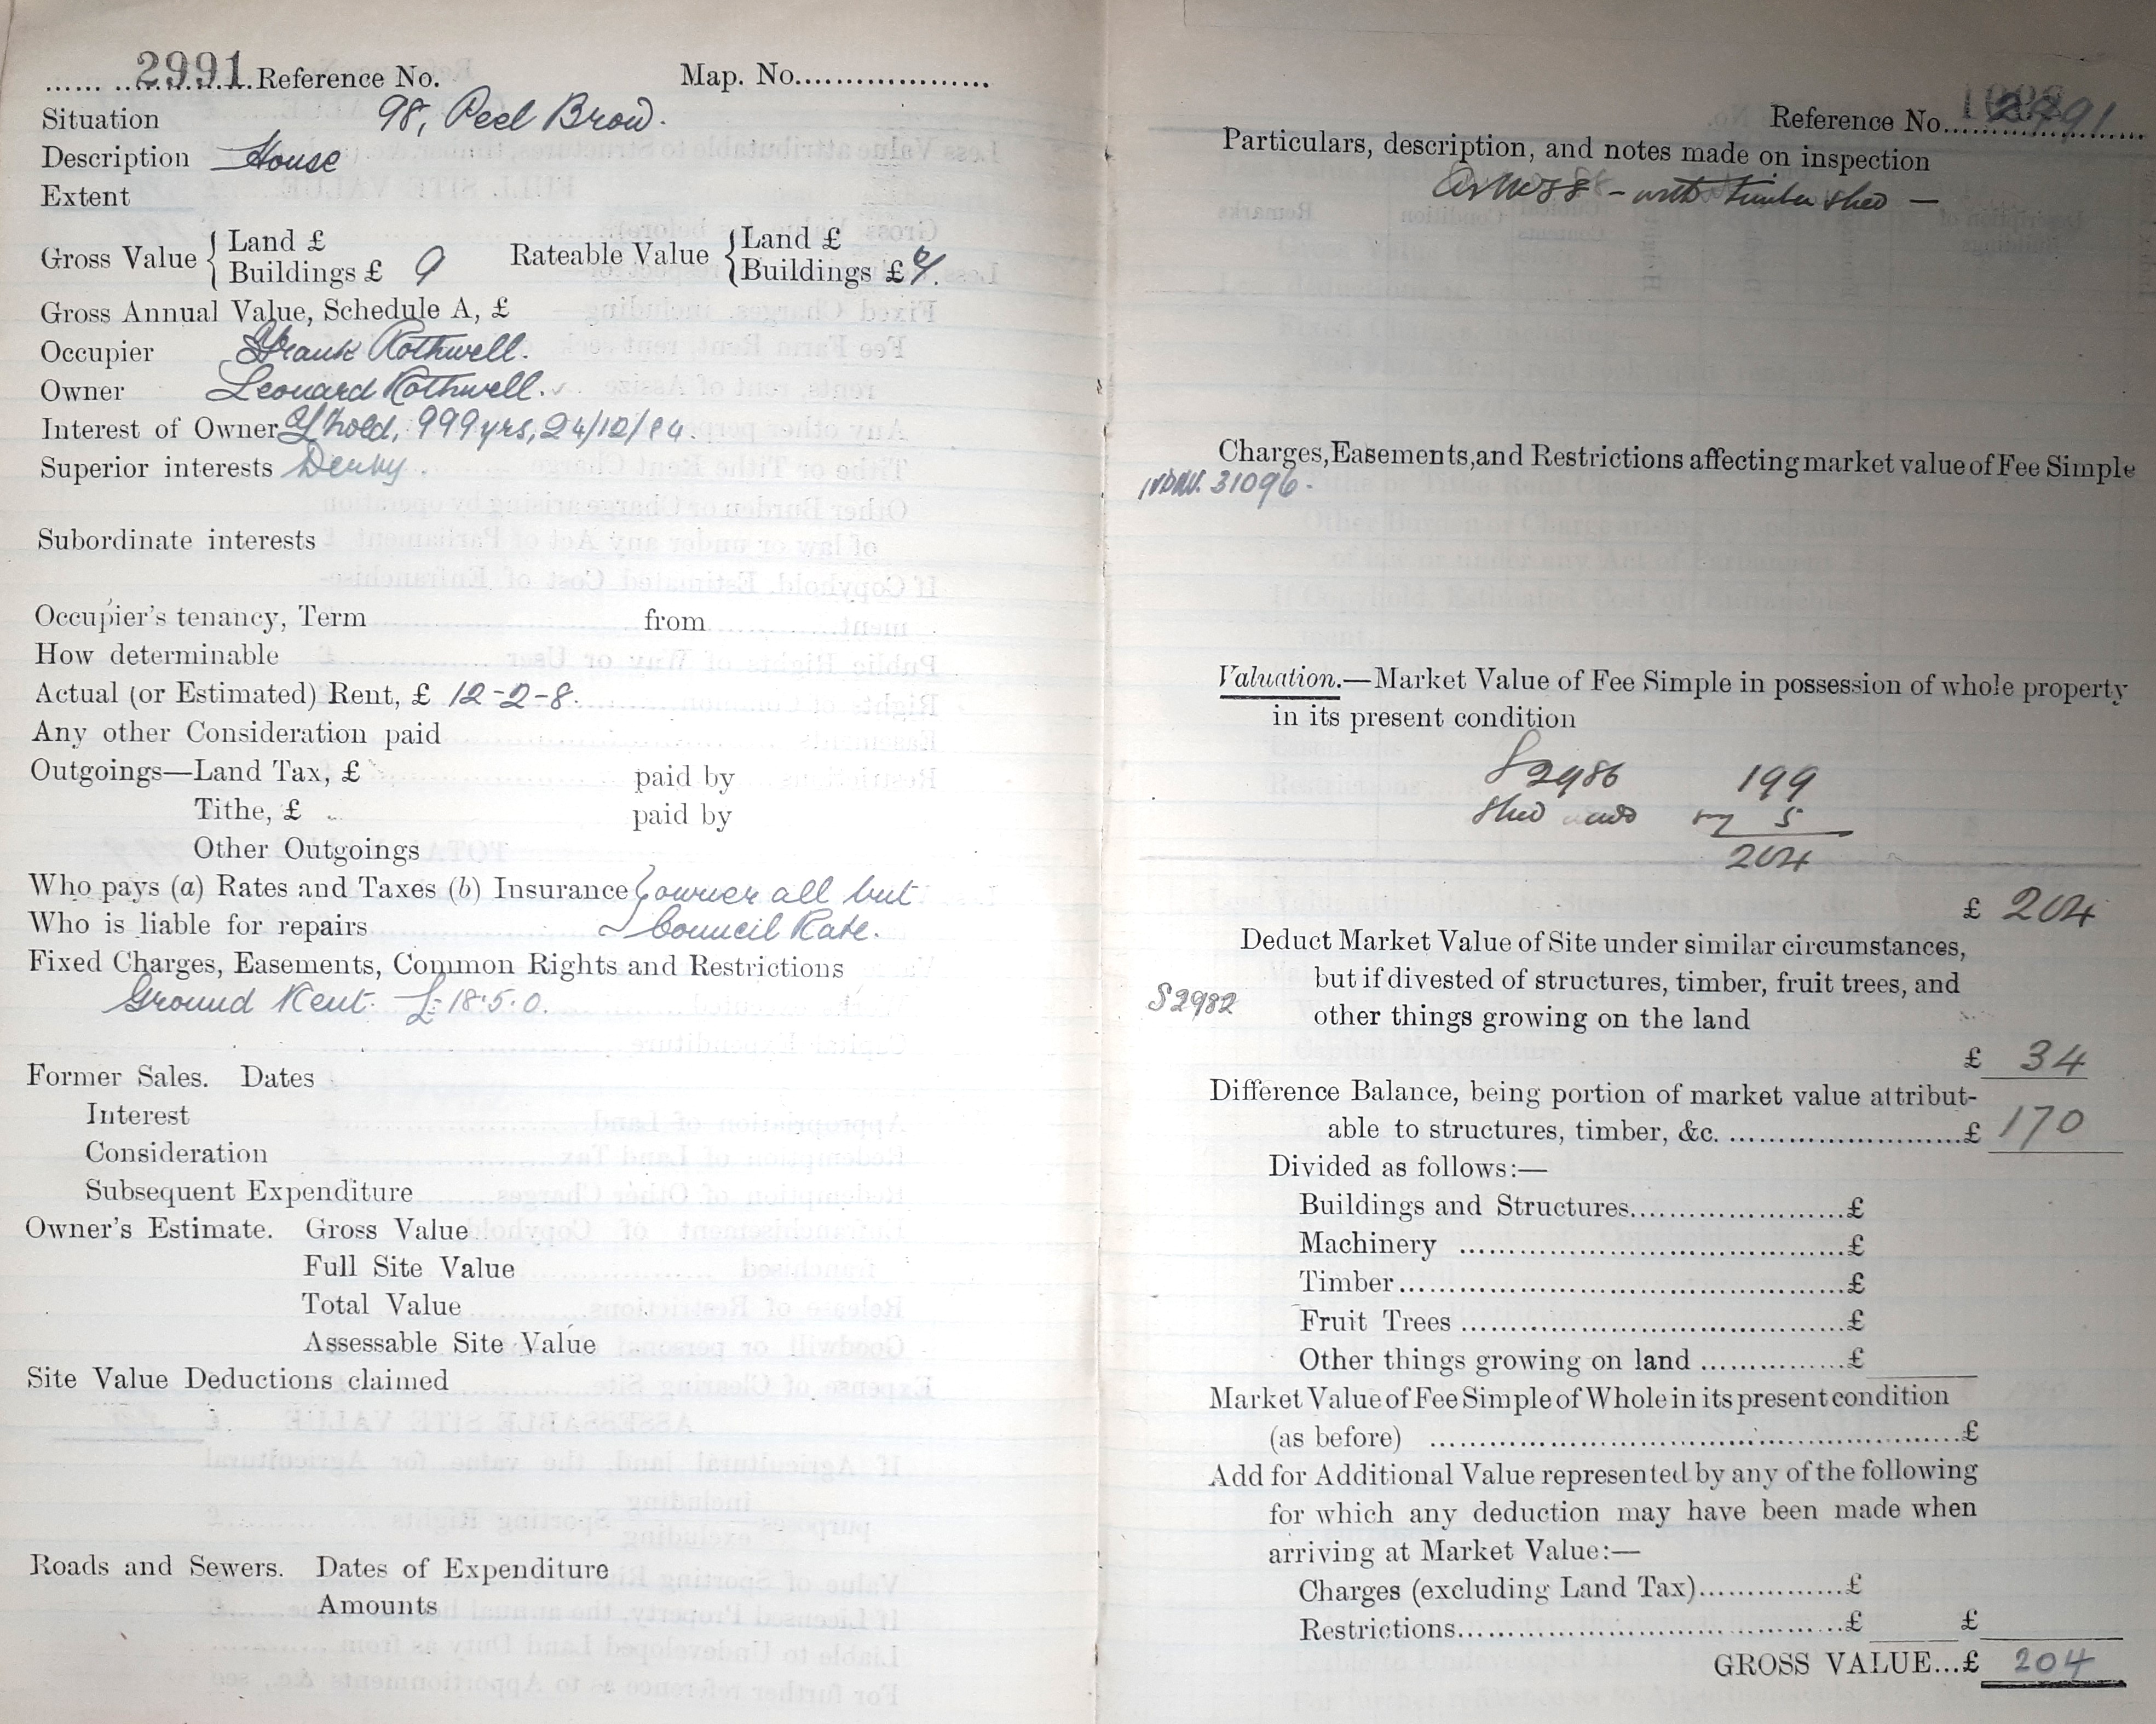 2991 Reference No. Map. No....................
Situation 98, Peel Brow.
Description House
Extent
Gross Value { Land £
Buildings £ 9
Rateable Value { Land £
Buildings £
Gross Annual Value, Schedule A, £
Occupier Frank Rothwell.
Owner Leonard Rothwell.
Interest of Owner L/hold, 999 yrs, 24/12/84.
Superior interests Derby.
Subordinate interests
Occupier's tenancy, Term from
How determinable
Actual (or Estimated) Rent, £ 12-2-8.
Any other Consideration paid
Outgoings—Land Tax, £ paid by
Tithe, £ paid by
Other Outgoings
Who pays (a) Rates and Taxes (b) Insurance } owner all but
Who is liable for repairs Council Rate.
Fixed Charges, Easements, Common Rights and Restrictions
Ground Rent. £18.5.0.
Former Sales. Dates
Interest
Consideration
Subsequent Expenditure
Owner's Estimate. Gross Value
Full Site Value
Total Value
Assessable Site Value
Site Value Deductions claimed
Roads and Sewers. Dates of Expenditure
Amounts
Reference No. 2991
Particulars, description, and notes made on inspection
- with timber shed —
Charges, Easements, and Restrictions affecting market value of Fee Simple
31096.
Valuation.—Market Value of Fee Simple in possession of whole property
in its present condition
S2986 199
shed 5
204
£ 204
Deduct Market Value of Site under similar circumstances,
but if divested of structures, timber, fruit trees, and
S2982 other things growing on the land
£ 34
Difference Balance, being portion of market value attribut-
able to structures, timber, &c. ........................£ 170
Divided as follows:—
Buildings and Structures......................£
Machinery ......................................£
Timber............................................£
Fruit Trees ......................................£
Other things growing on land ..............£
Market Value of Fee Simple of Whole in its present condition
(as before) ......................................................£
Add for Additional Value represented by any of the following
for which any deduction may have been made when
arriving at Market Value:—
Charges (excluding Land Tax)..............£
Restrictions......................................£ £
GROSS VALUE...£ 204